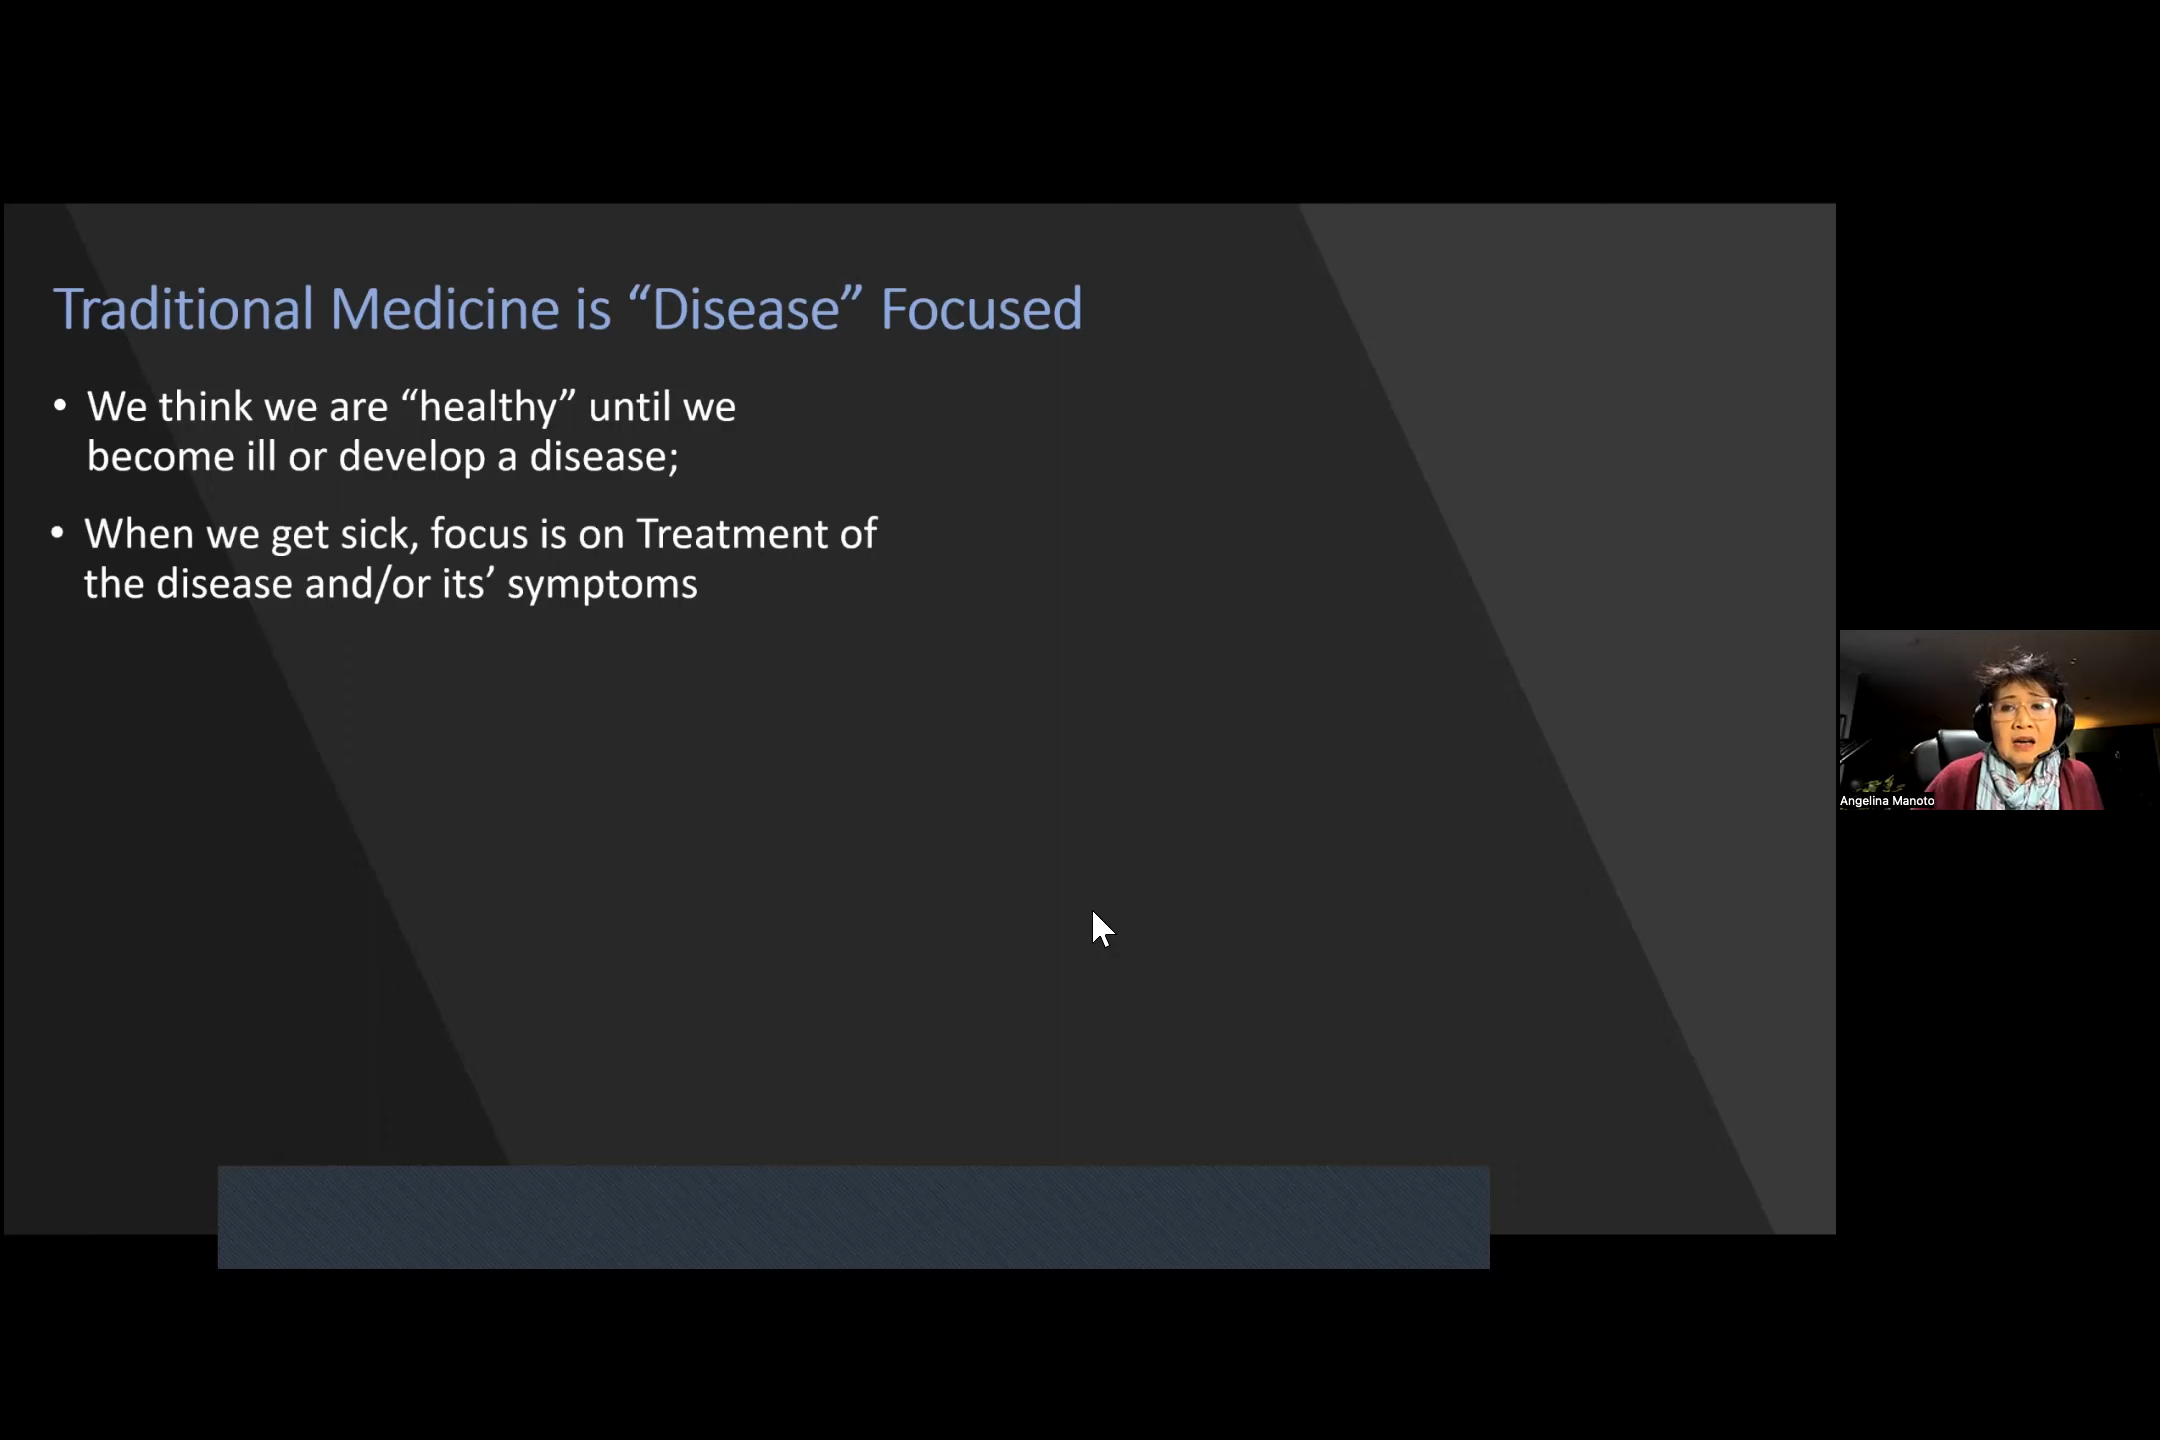 Traditional Medicine is “Disease” Focused
• We think we are “healthy” until we
become ill or develop a disease;
• When we get sick, focus is on Treatment of
the disease and/or its’ symptoms
Angelina Manoto